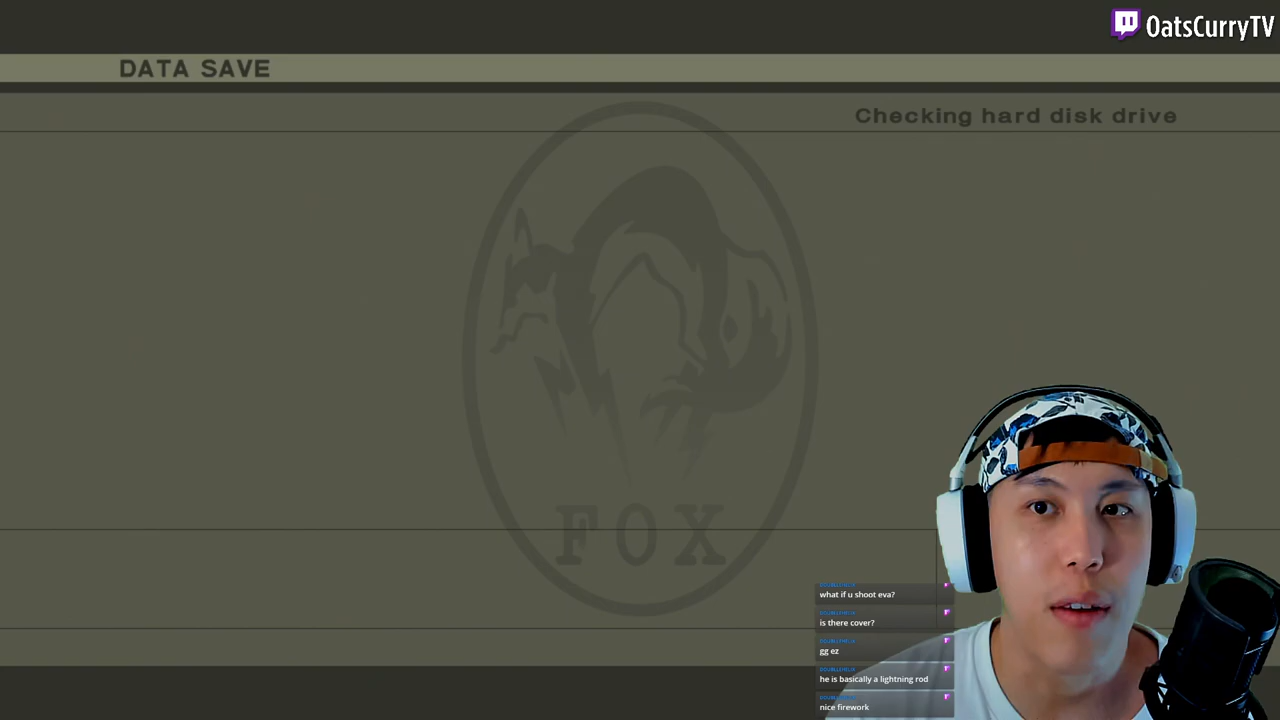 OatsCurryTV
DATA SAVE
Checking hard disk drive
FOX
what if u shoot eva?
is there cover?
gg ez
he is basically a lightning rod
nice firework